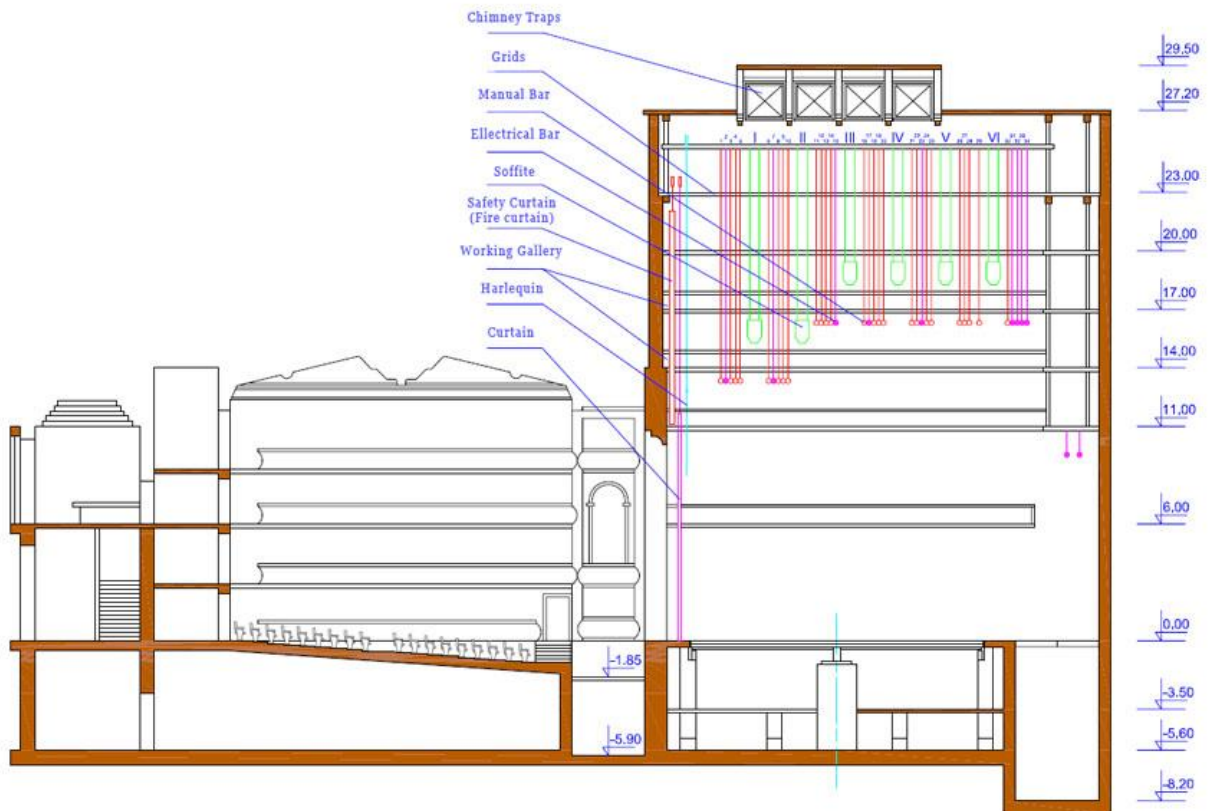 Chimney Traps
Grids
Manual Bar
Ellectrical Bar
Soffite
Safety Curtain
(Fire curtain)
Working Gallery
Harlequin
Curtain
I
II
III
IV
V
VI
29,50
27,20
23.00
20,00
17.00
14,00
11,00
6,00
0,00
-1.85
-3.50
-5.90
-5,60
-8,20